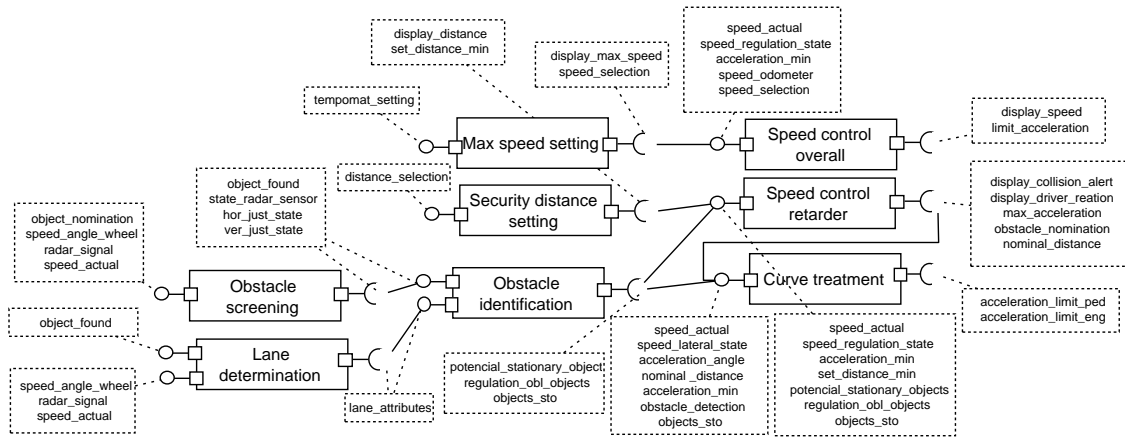 display_distance
set_distance_min
display_max_speed
speed_selection
speed_actual
speed_regulation_state
acceleration_min
speed_odometer
speed_selection
tempomat_setting
display_speed
limit_acceleration
Max speed setting
Speed control
overall
distance_selection
object_found
state_radar_sensor
hor_just_state
ver_just_state
Security distance
setting
Speed control
retarder
display_collision_alert
display_driver_reation
max_acceleration
obstacle_nomination
nominal_distance
object_nomination
speed_angle_wheel
radar_signal
speed_actual
Obstacle
screening
Obstacle
identification
Curve treatment
acceleration_limit_ped
acceleration_limit_eng
object_found
Lane
determination
speed_angle_wheel
radar_signal
speed_actual
lane_attributes
potencial_stationary_object
regulation_obl_objects
objects_sto
speed_actual
speed_lateral_state
acceleration_angle
nominal _distance
acceleration_min
obstacle_detection
objects_sto
speed_actual
speed_regulation_state
acceleration_min
set_distance_min
potencial_stationary_objects
regulation_obl_objects
objects_sto